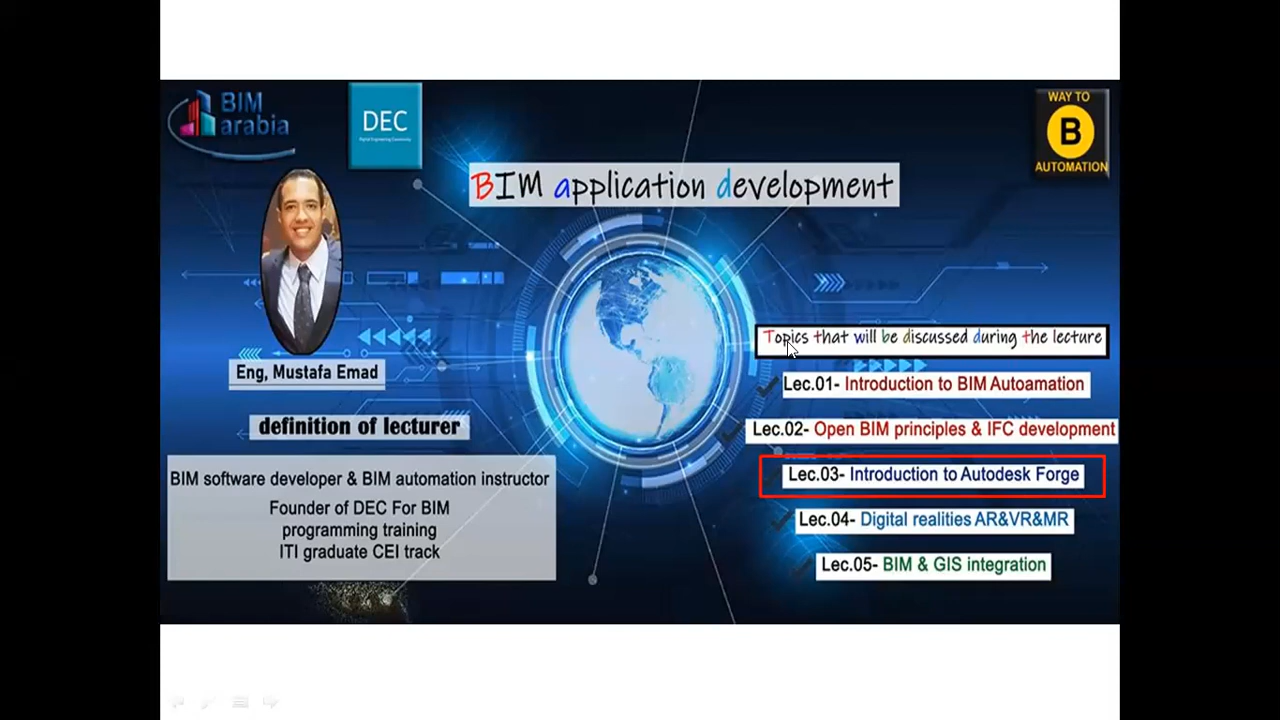 BIM
arabia
DEC
Digital Engineering Community
WAY TO
B
AUTOMATION
BIM application development
Eng, Mustafa Emad
definition of lecturer
BIM software developer & BIM automation instructor
Founder of DEC For BIM
programming training
ITI graduate CEI track
Topics that will be discussed during the lecture
Lec.01- Introduction to BIM Autoamation
Lec.02- Open BIM principles & IFC development
Lec.03- Introduction to Autodesk Forge
Lec.04- Digital realities AR&VR&MR
Lec.05- BIM & GIS integration